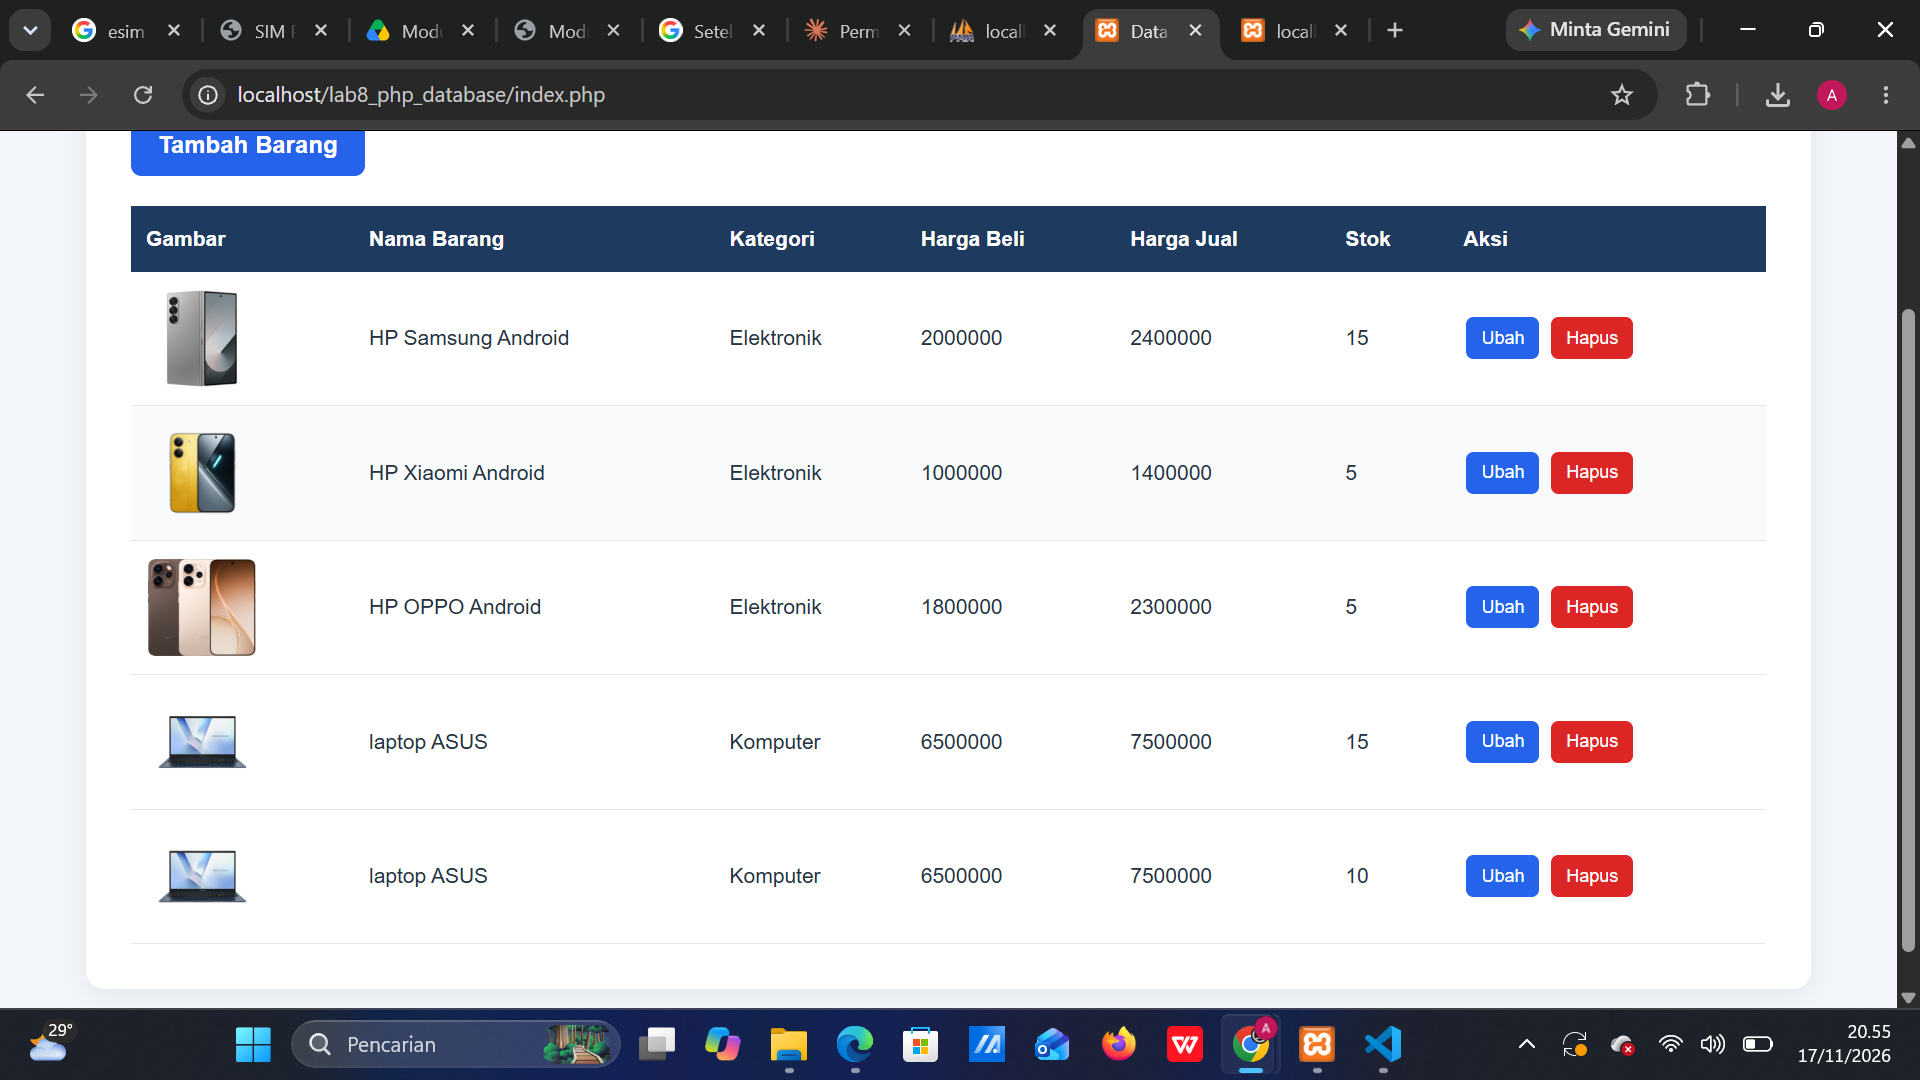 esim
SIM
Mod
Mod
Setel
Perm
local
Data
local
Minta Gemini
localhost/lab8_php_database/index.php
A
Tambah Barang
Gambar Nama Barang Kategori Harga Beli Harga Jual Stok Aksi
HP Samsung Android Elektronik 2000000 2400000 15 Ubah Hapus
HP Xiaomi Android Elektronik 1000000 1400000 5 Ubah Hapus
HP OPPO Android Elektronik 1800000 2300000 5 Ubah Hapus
laptop ASUS Komputer 6500000 7500000 15 Ubah Hapus
laptop ASUS Komputer 6500000 7500000 10 Ubah Hapus
29°
Pencarian
A
20.55
17/11/2026